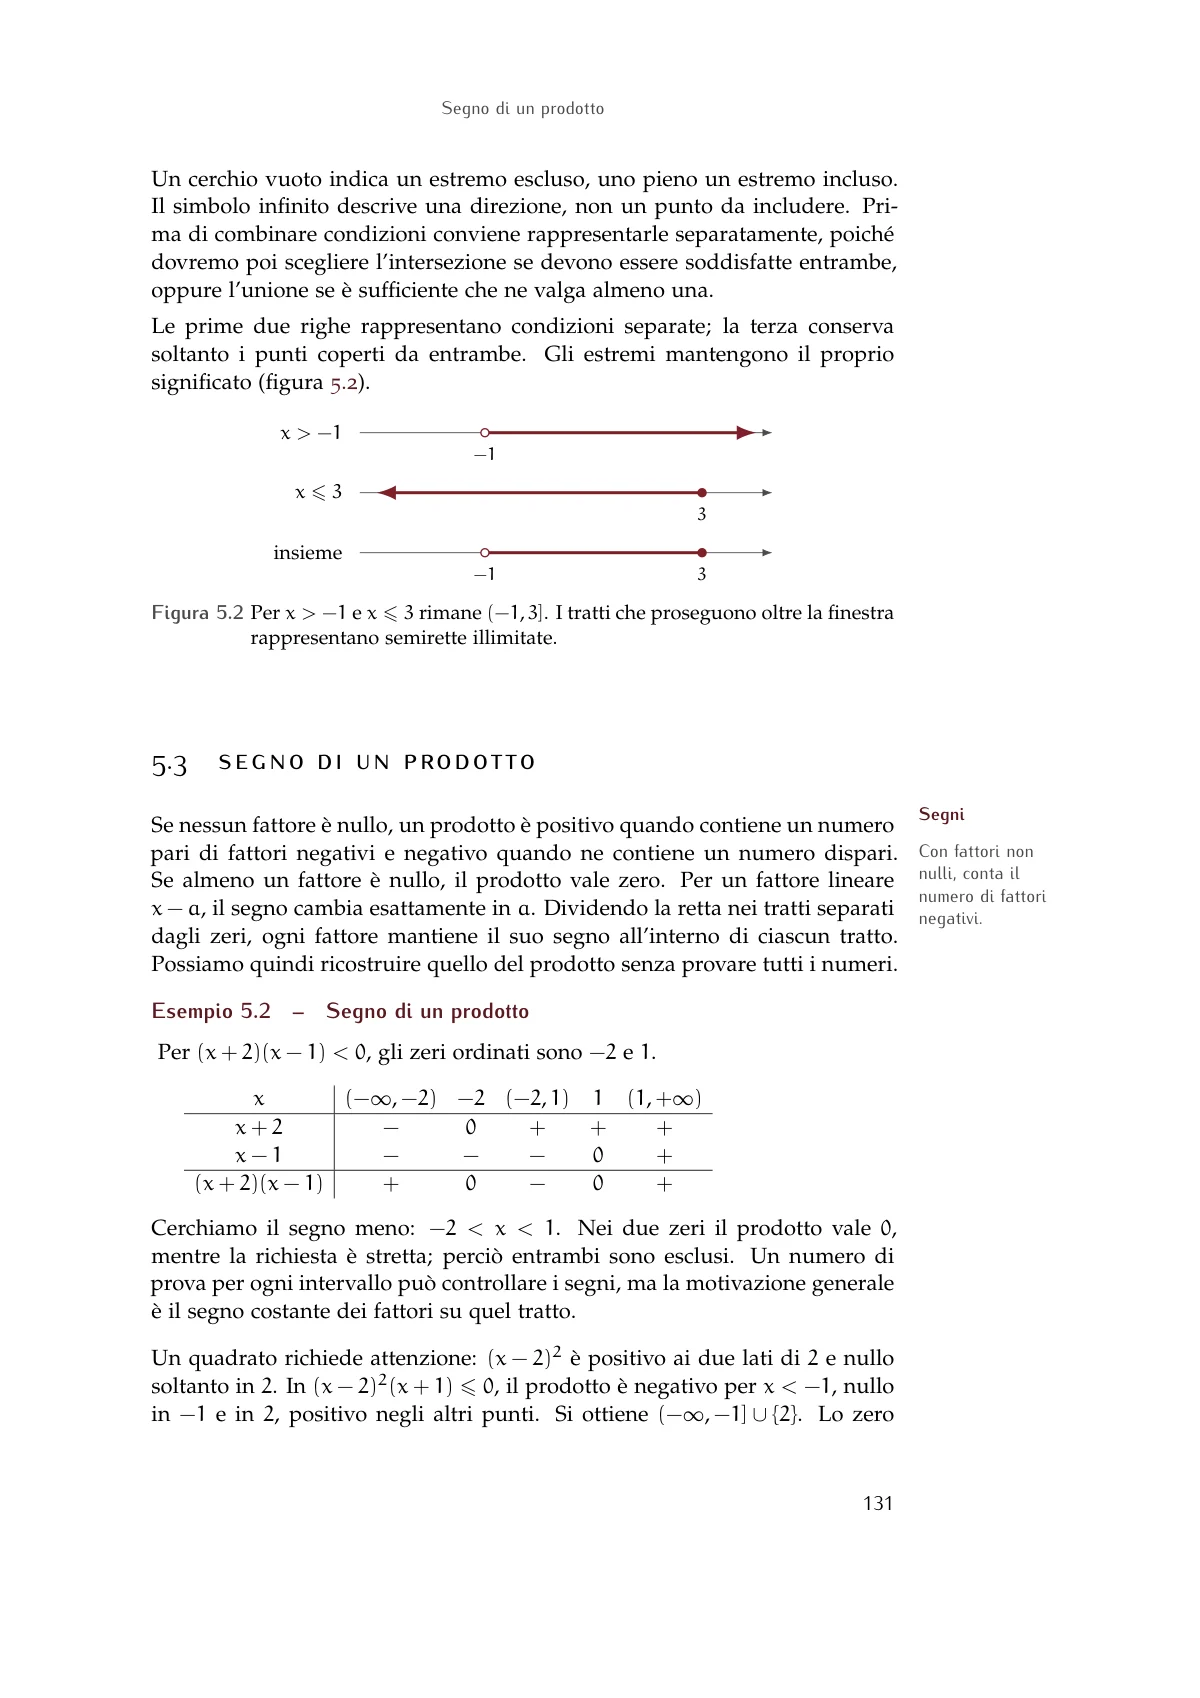 Segno di un prodotto
Un cerchio vuoto indica un estremo escluso, uno pieno un estremo incluso.
Il simbolo infinito descrive una direzione, non un punto da includere. Pri-
ma di combinare condizioni conviene rappresentarle separatamente, poiché
dovremo poi scegliere l'intersezione se devono essere soddisfatte entrambe,
oppure l'unione se è sufficiente che ne valga almeno una.
Le prime due righe rappresentano condizioni separate; la terza conserva
soltanto i punti coperti da entrambe. Gli estremi mantengono il proprio
significato (figura 5.2).
x > −1
−1
x ⩽ 3
3
insieme
−1 3
Figura 5.2 Per x > −1 e x ⩽ 3 rimane (−1, 3]. I tratti che proseguono oltre la finestra
rappresentano semirette illimitate.
5.3 SEGNO DI UN PRODOTTO
Se nessun fattore è nullo, un prodotto è positivo quando contiene un numero
pari di fattori negativi e negativo quando ne contiene un numero dispari.
Se almeno un fattore è nullo, il prodotto vale zero. Per un fattore lineare
x − a, il segno cambia esattamente in a. Dividendo la retta nei tratti separati
dagli zeri, ogni fattore mantiene il suo segno all'interno di ciascun tratto.
Possiamo quindi ricostruire quello del prodotto senza provare tutti i numeri.
Segni
Con fattori non
nulli, conta il
numero di fattori
negativi.
Esempio 5.2 – Segno di un prodotto
Per (x + 2)(x − 1) < 0, gli zeri ordinati sono −2 e 1.
x (−∞, −2) −2 (−2, 1) 1 (1, +∞)
x + 2 − 0 + + +
x − 1 − − − 0 +
(x + 2)(x − 1) + 0 − 0 +
Cerchiamo il segno meno: −2 < x < 1. Nei due zeri il prodotto vale 0,
mentre la richiesta è stretta; perciò entrambi sono esclusi. Un numero di
prova per ogni intervallo può controllare i segni, ma la motivazione generale
è il segno costante dei fattori su quel tratto.
Un quadrato richiede attenzione: (x − 2)² è positivo ai due lati di 2 e nullo
soltanto in 2. In (x − 2)²(x + 1) ⩽ 0, il prodotto è negativo per x < −1, nullo
in −1 e in 2, positivo negli altri punti. Si ottiene (−∞, −1] ∪ {2}. Lo zero
131